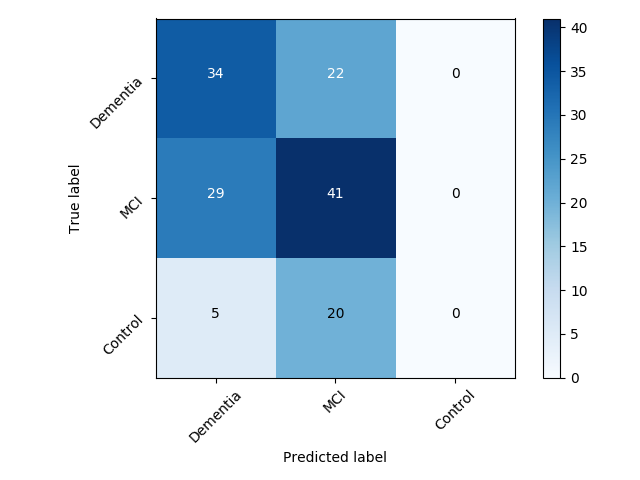 Dementia 34 22 0
MCI 29 41 0
Control 5 20 0
Dementia MCI Control
True label
Predicted label
40
35
30
25
20
15
10
5
0